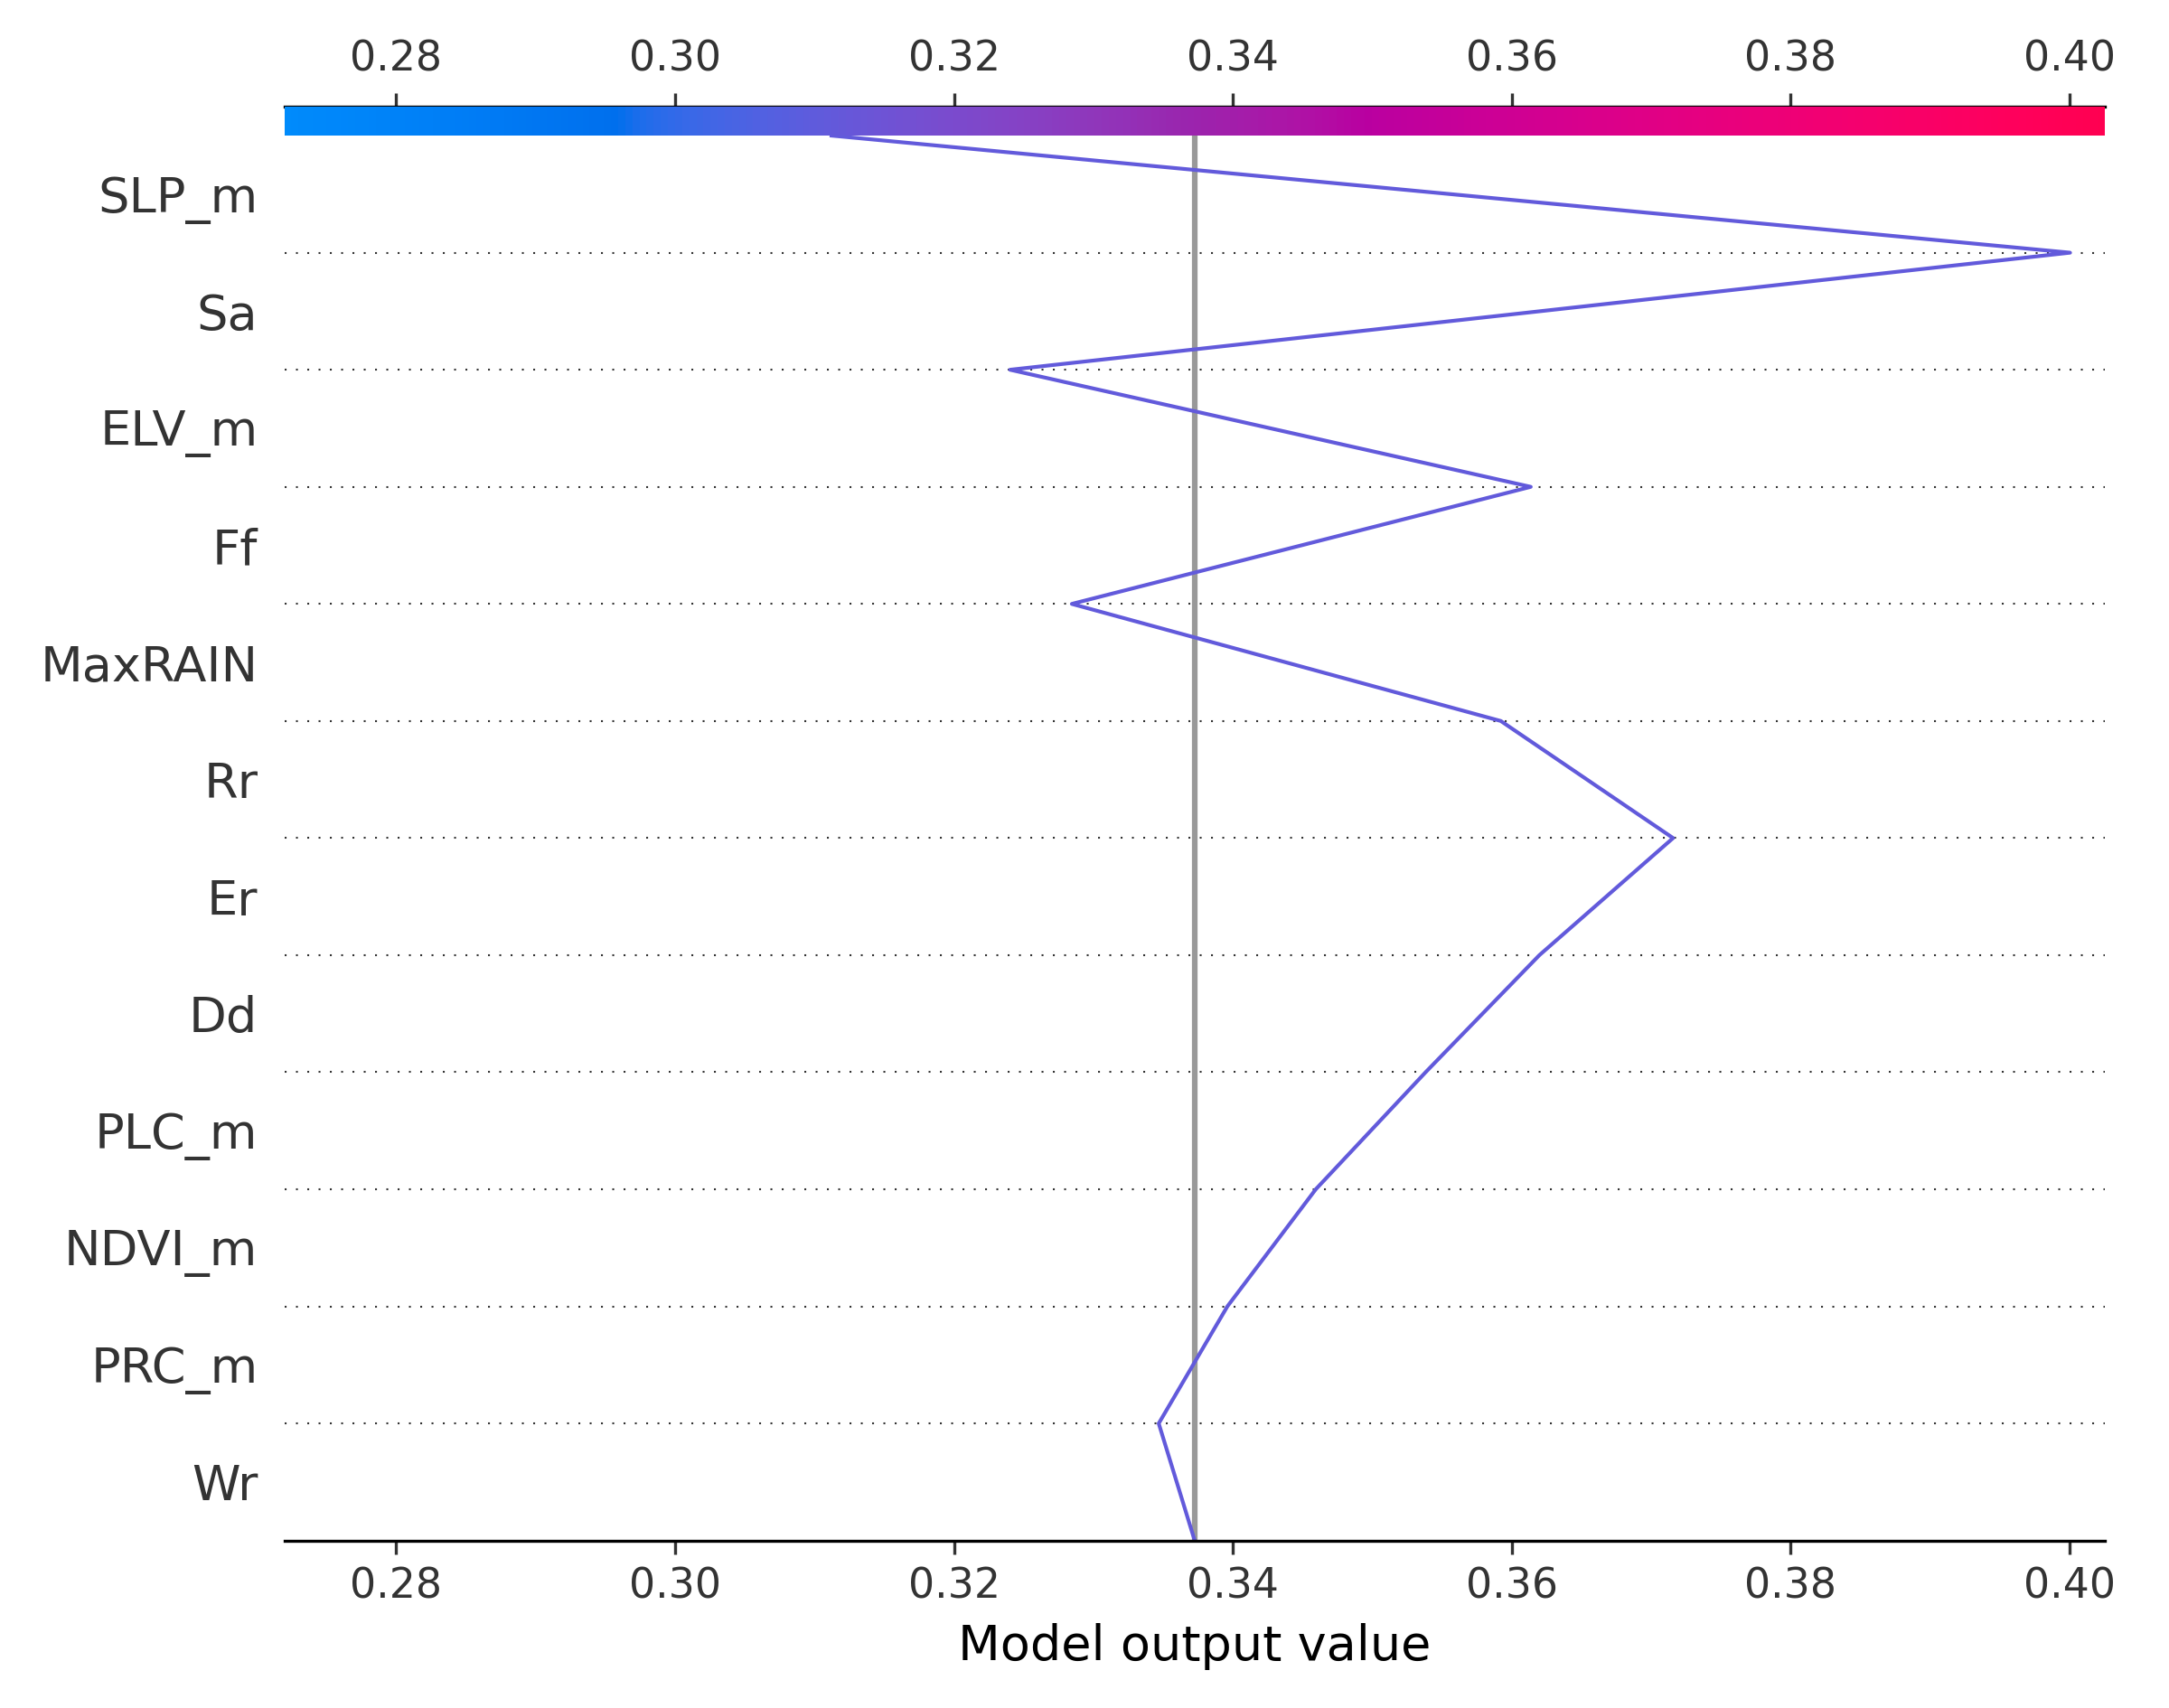 0.28 0.30 0.32 0.34 0.36 0.38 0.40
SLP_m
Sa
ELV_m
Ff
MaxRAIN
Rr
Er
Dd
PLC_m
NDVI_m
PRC_m
Wr
0.28 0.30 0.32 0.34 0.36 0.38 0.40
Model output value